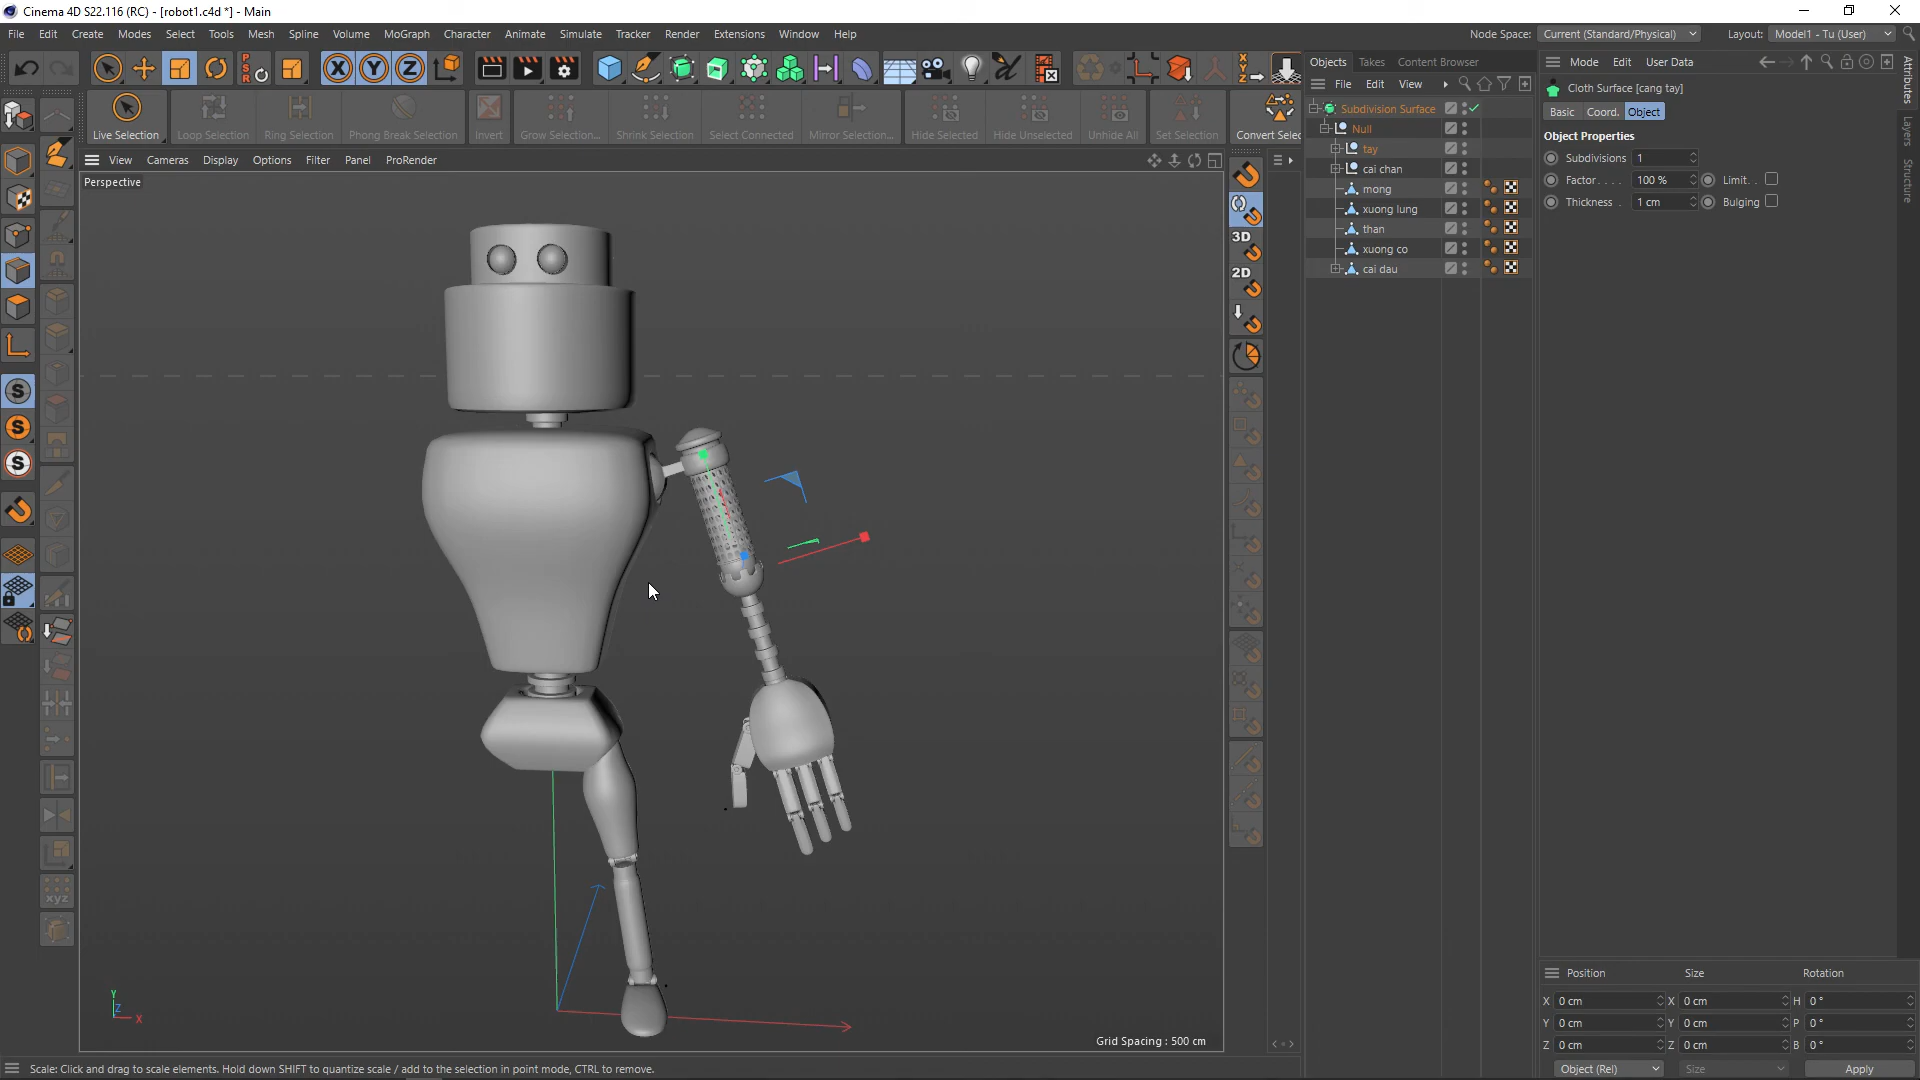 Cinema 4D S22.116 (RC) - [robot1.c4d *] - Main
File Edit Create Modes Select Tools Mesh Spline Volume MoGraph Character Animate Simulate Tracker Render Extensions Window Help
Node Space: Current (Standard/Physical) Layout: Model1 - Tu (User)
X Y Z
PSR
Live Selection Loop Selection Ring Selection Phong Break Selection Invert Grow Selection... Shrink Selection Select Connected Mirror Selection... Hide Selected Hide Unselected Unhide All Set Selection Convert Selec
View Cameras Display Options Filter Panel ProRender
Perspective
3D
2D
S
S
S
xyz
Y
Z
X
Grid Spacing : 500 cm
Scale: Click and drag to scale elements. Hold down SHIFT to quantize scale / add to the selection in point mode, CTRL to remove.
Objects Takes Content Browser
File Edit View
Subdivision Surface
Null
tay
cai chan
mong
xuong lung
than
xuong co
cai dau
Mode Edit User Data
Cloth Surface [cang tay]
Basic Coord. Object
Object Properties
Subdivisions 1
Factor. . . . 100 % Limit. .
Thickness . 1 cm Bulging
Attributes
Layers
Structure
Position Size Rotation
X 0 cm X 0 cm H 0 °
Y 0 cm Y 0 cm P 0 °
Z 0 cm Z 0 cm B 0 °
Object (Rel) Size Apply